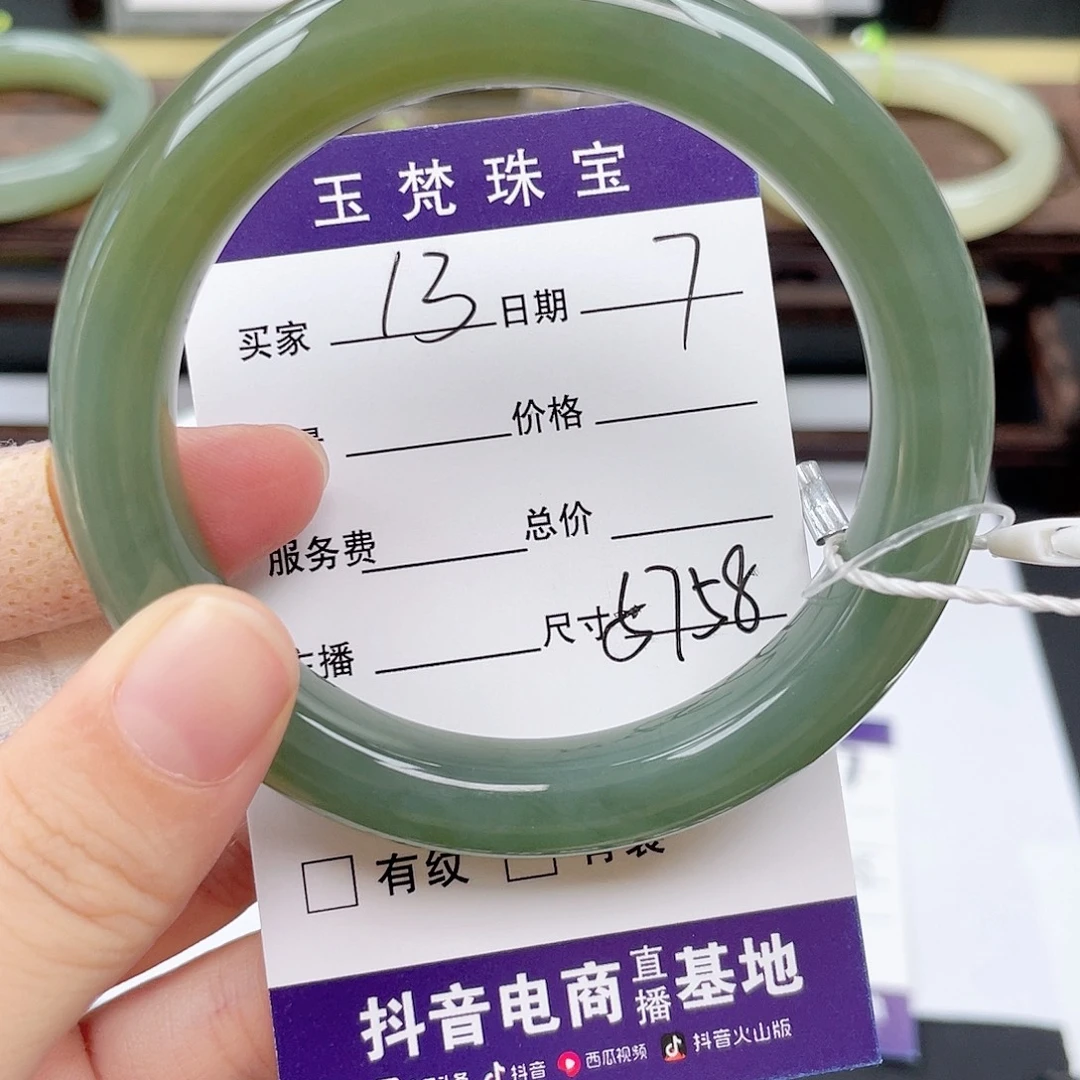 玉梵珠宝
买家 13 日期 7
价格
服务费 总价
播 尺寸 5758
有纹
抖音电商直播基地
抖音 西瓜视频 抖音火山版